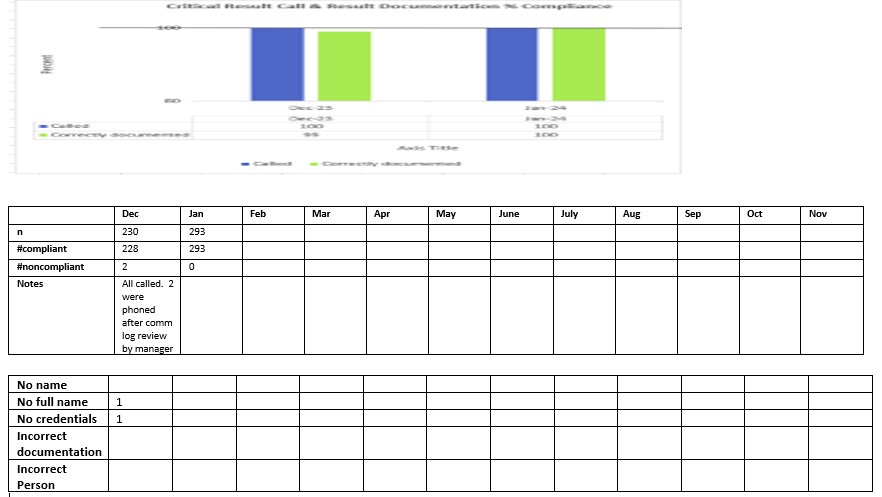 Critical Result Call & Result Documentation % Compliance
Percent
100
80
Dec-23 Jan-24
Dec-23 Jan-24
Called 100 100
Correctly documented 99 100
Axis Title
Called Correctly documented
Dec Jan Feb Mar Apr May June July Aug Sep Oct Nov
n 230 293
#compliant 228 293
#noncompliant 2 0
Notes All called. 2
were
phoned
after comm
log review
by manager
No name
No full name 1
No credentials 1
Incorrect
documentation
Incorrect
Person